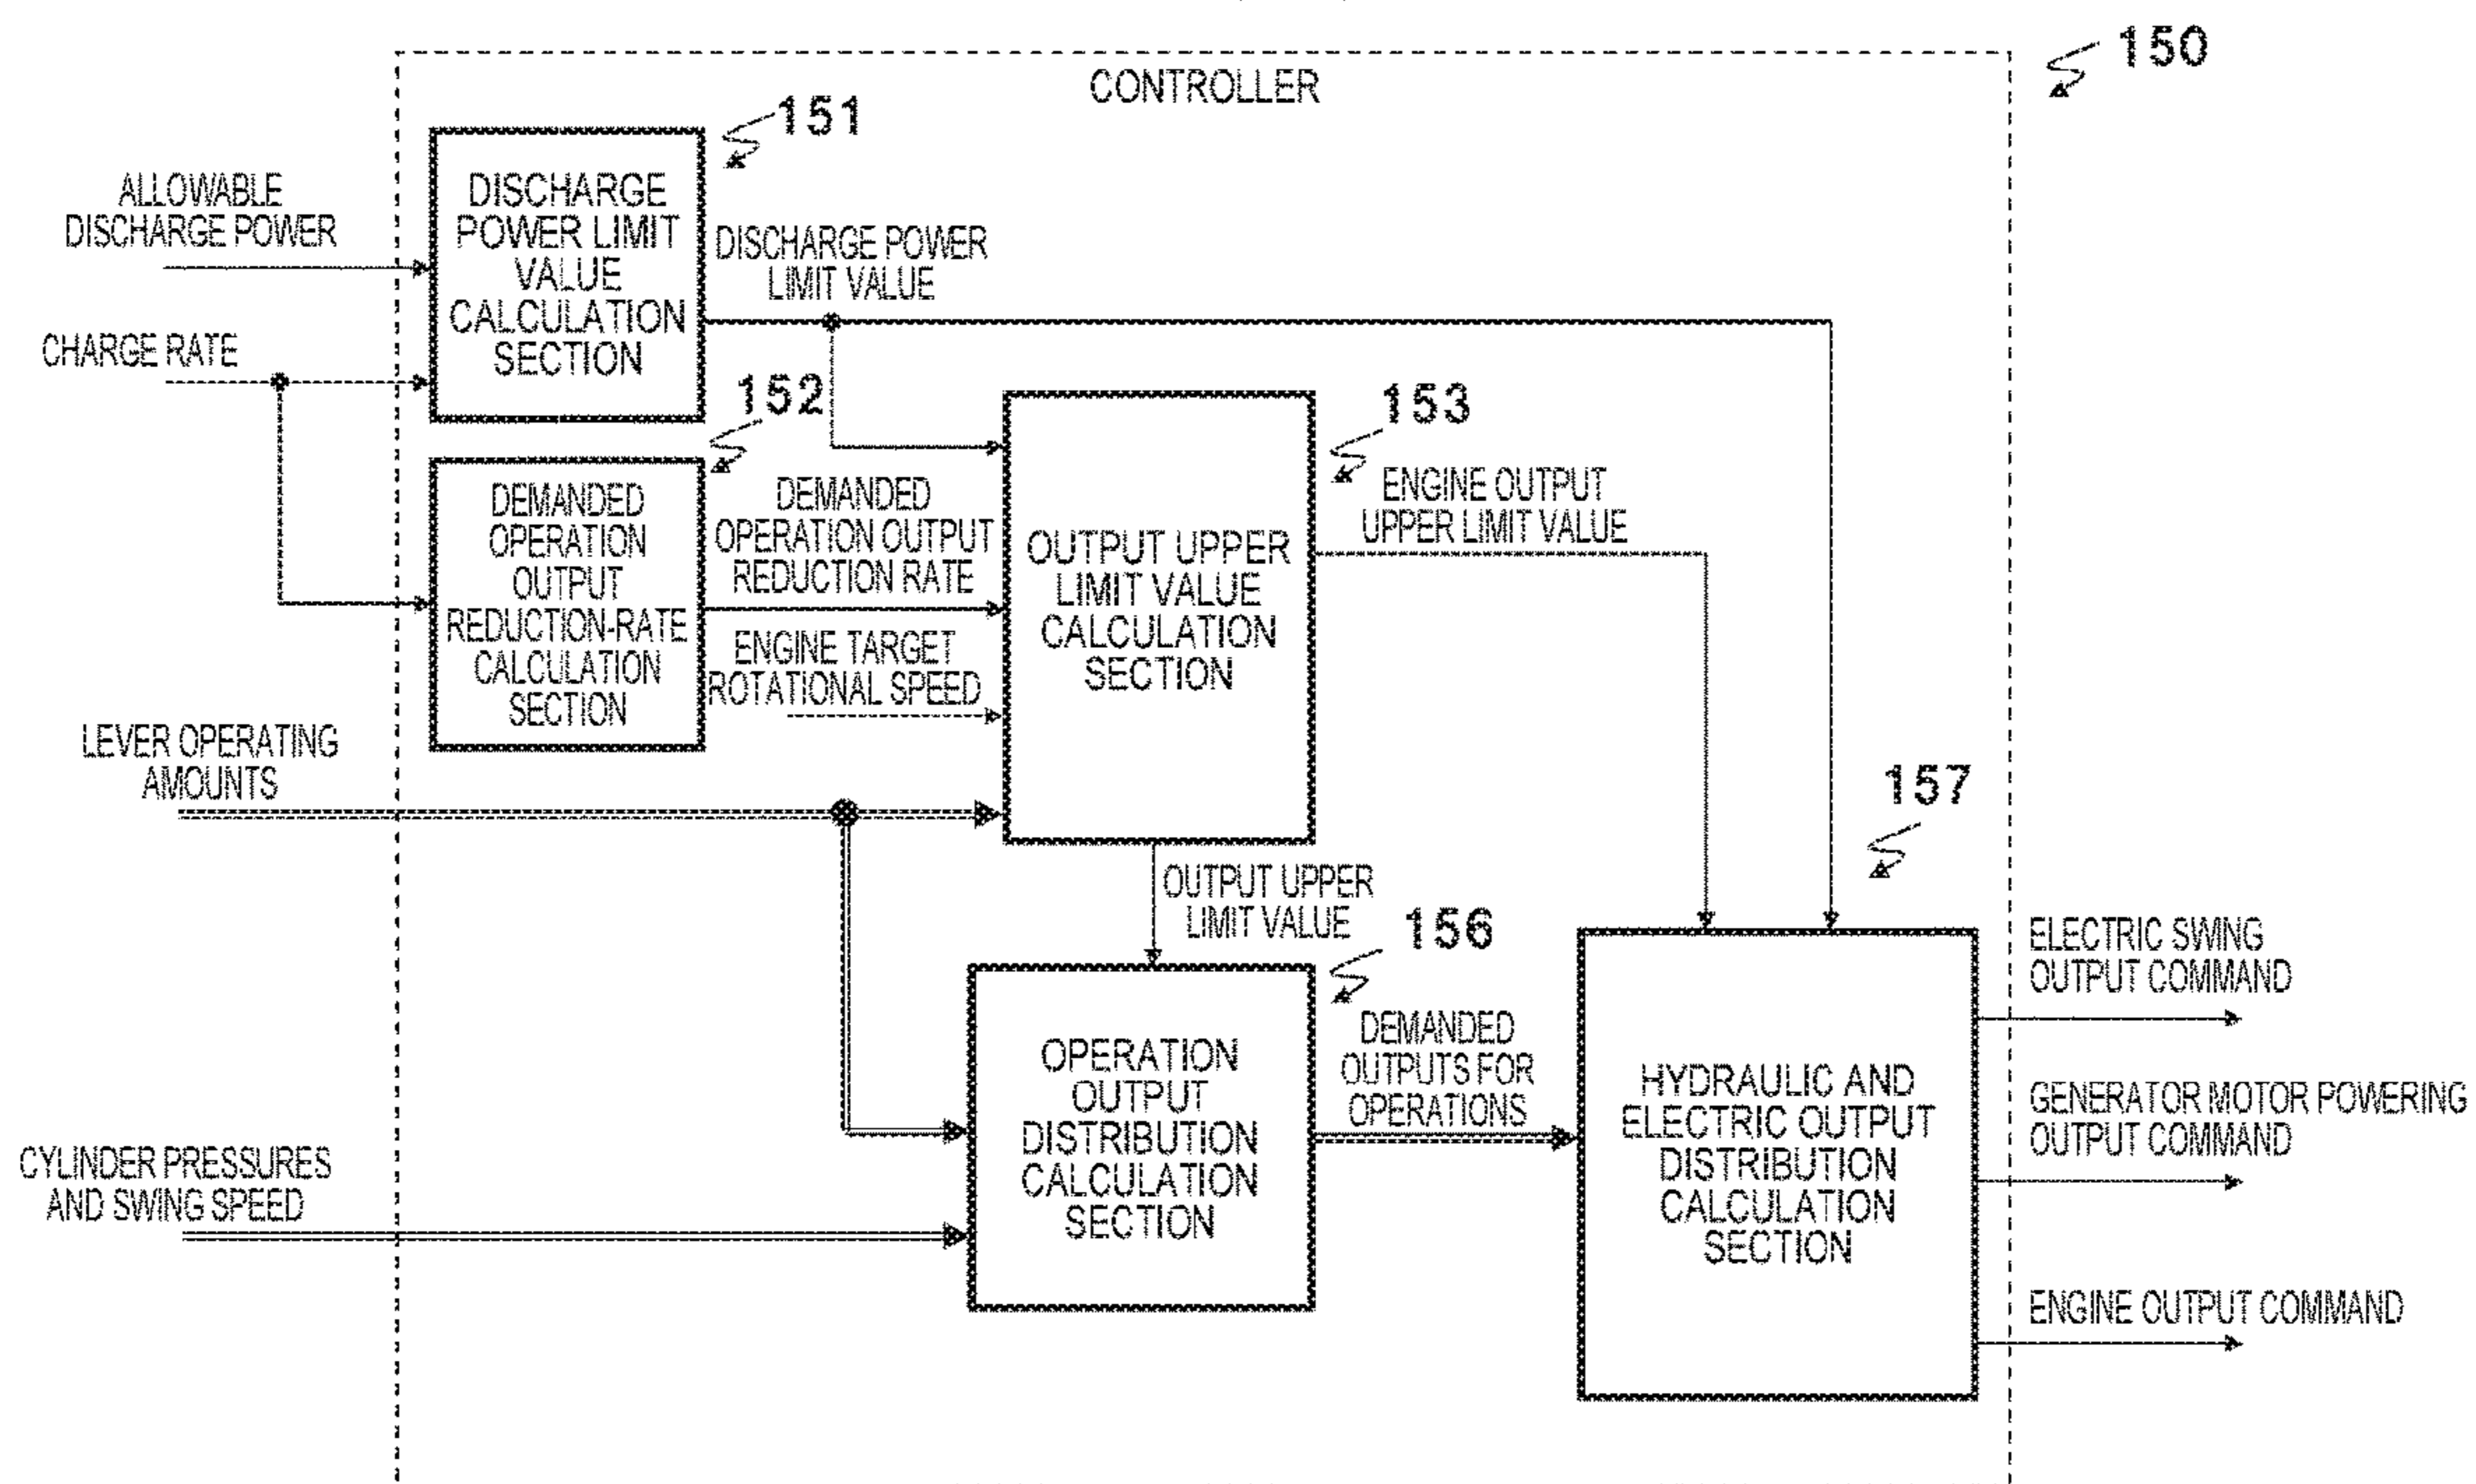 150
CONTROLLER
151
ALLOWABLE
DISCHARGE POWER
DISCHARGE
POWER LIMIT
VALUE
CALCULATION
SECTION
DISCHARGE POWER
LIMIT VALUE
CHARGE RATE
152
153
DEMANDED
OPERATION
OUTPUT
REDUCTION-RATE
CALCULATION
SECTION
DEMANDED
OPERATION OUTPUT
REDUCTION RATE
ENGINE TARGET
ROTATIONAL SPEED
OUTPUT UPPER
LIMIT VALUE
CALCULATION
SECTION
ENGINE OUTPUT
UPPER LIMIT VALUE
LEVER OPERATING
AMOUNTS
157
OUTPUT UPPER
LIMIT VALUE
156
OPERATION
OUTPUT
DISTRIBUTION
CALCULATION
SECTION
DEMANDED
OUTPUTS FOR
OPERATIONS
HYDRAULIC AND
ELECTRIC OUTPUT
DISTRIBUTION
CALCULATION
SECTION
ELECTRIC SWING
OUTPUT COMMAND
GENERATOR MOTOR POWERING
OUTPUT COMMAND
CYLINDER PRESSURES
AND SWING SPEED
ENGINE OUTPUT COMMAND